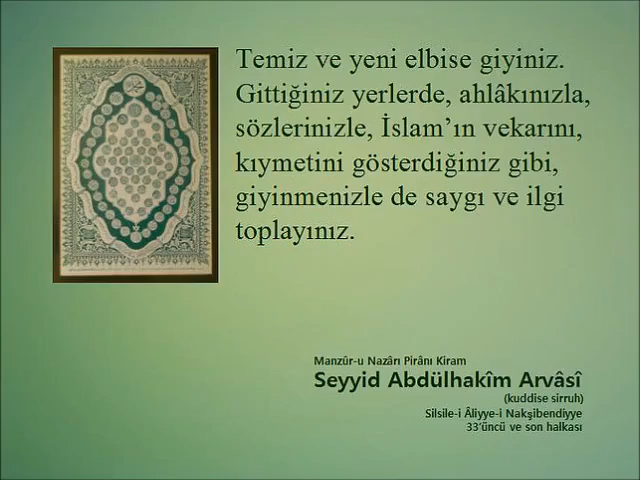 Temiz ve yeni elbise giyiniz.
Gittiğiniz yerlerde, ahlâkınızla,
sözlerinizle, İslam’ın vekarını,
kıymetini gösterdiğiniz gibi,
giyinmenizle de saygı ve ilgi
toplayınız.
Manzûr-u Nazârı Pirânı Kiram
Seyyid Abdülhakîm Arvâsî
(kuddise sirruh)
Silsile-i Âliyye-i Nakşibendiyye
33’üncü ve son halkası